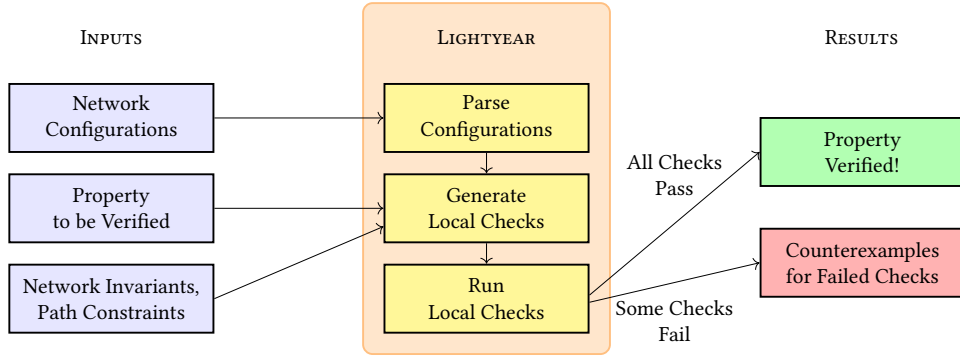 INPUTS
Network
Configurations
Property
to be Verified
Network Invariants,
Path Constraints
LIGHTYEAR
Parse
Configurations
Generate
Local Checks
Run
Local Checks
All Checks
Pass
Some Checks
Fail
RESULTS
Property
Verified!
Counterexamples
for Failed Checks